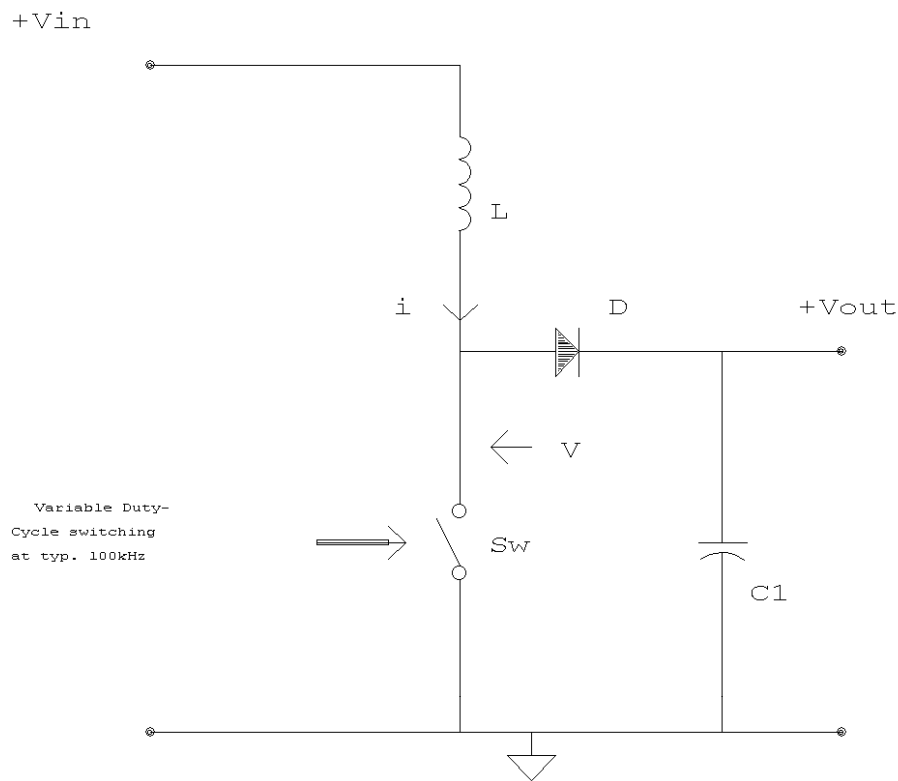 +Vin
L
i
D
+Vout
V
Variable Duty-
Cycle switching
at typ. 100kHz
Sw
C1